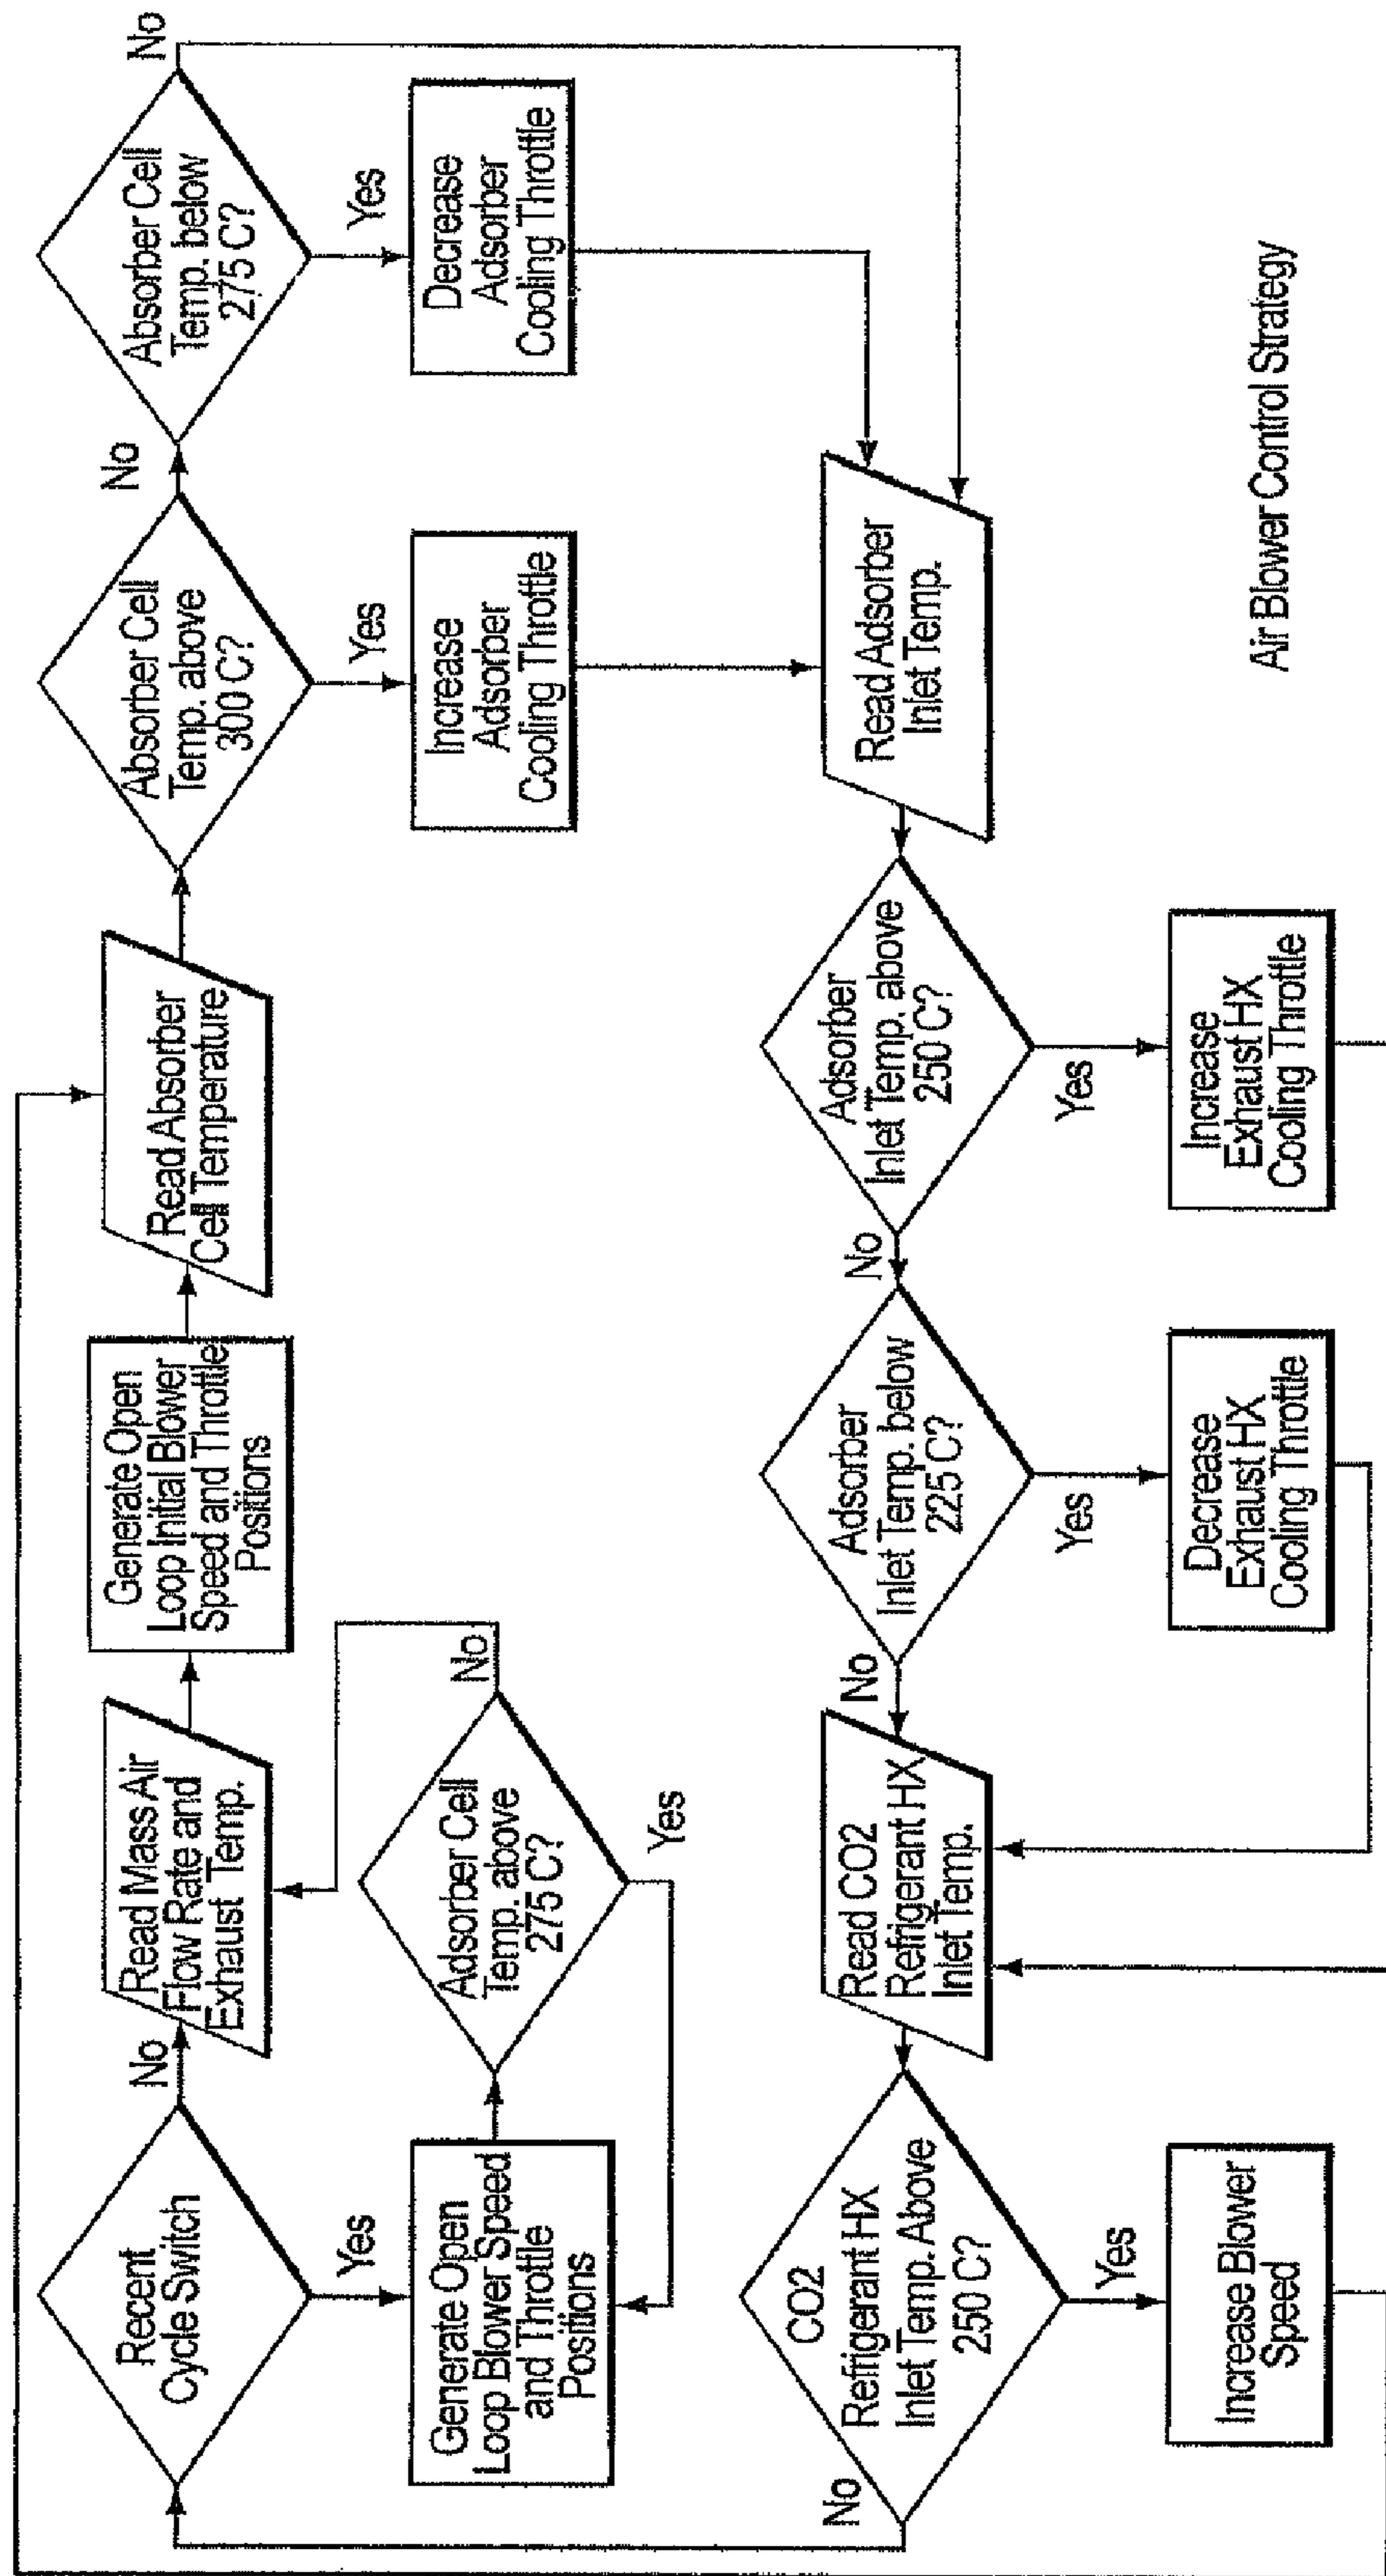 Recent
Cycle Switch
No
Yes
Read Mass Air
Flow Rate and
Exhaust Temp.
Generate Open
Loop Initial Blower
Speed and Throttle
Positions
Read Absorber
Cell Temperature
Absorber Cell
Temp. above
300 C?
No
Yes
Absorber Cell
Temp. below
275 C?
No
Yes
Generate Open
Loop Blower Speed
and Throttle
Positions
Adsorber Cell
Temp. above
275 C?
No
Yes
Increase
Adsorber
Cooling Throttle
Decrease
Adsorber
Cooling Throttle
CO2
Refrigerant HX
Inlet Temp. Above
250 C?
No
Yes
Read CO2
Refrigerant HX
Inlet Temp.
No
Adsorber
Inlet Temp. below
225 C?
Yes
No
Adsorber
Inlet Temp. above
250 C?
Yes
Read Adsorber
Inlet Temp.
Increase Blower
Speed
Decrease
Exhaust HX
Cooling Throttle
Increase
Exhaust HX
Cooling Throttle
Air Blower Control Strategy